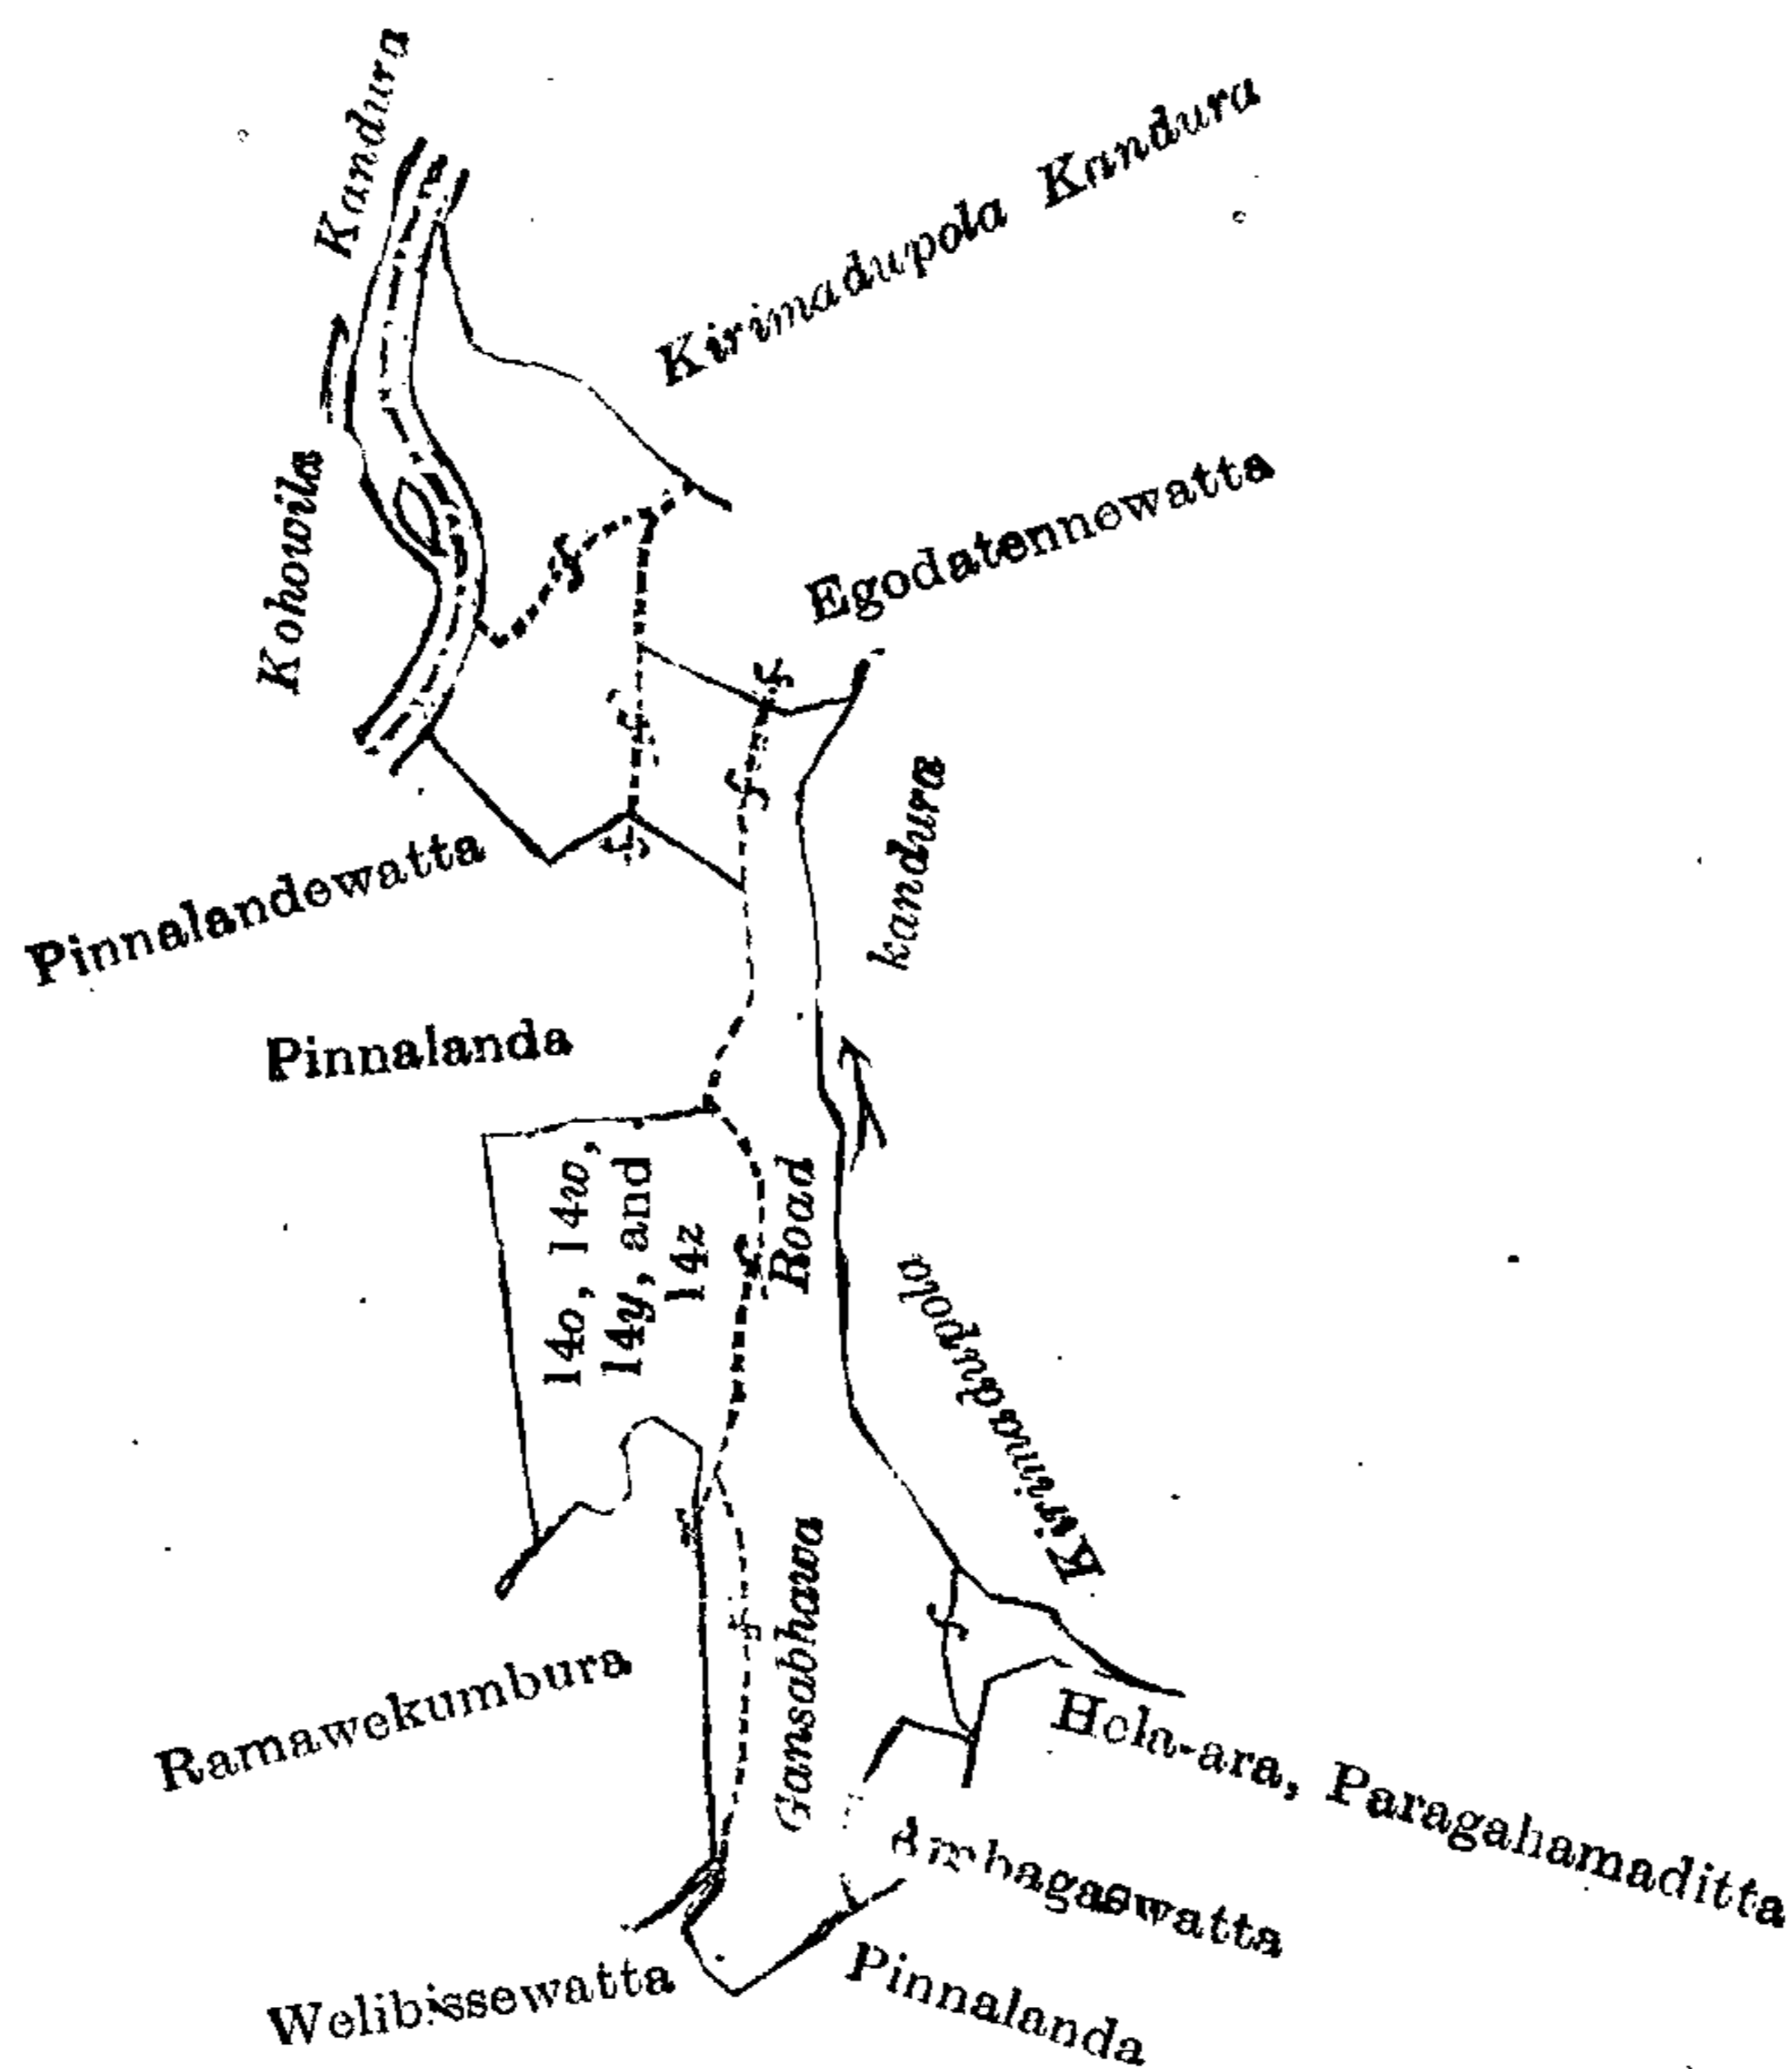 Kohowila Kandura
Kirimadupola Kandura
Egodatennewatta
Pinnalandewatta
kandura
Pinnalanda
14o, 14w,
14y, and
14z
Road
Kirimadupola
Gansabhawa
Ramawekumbura
Hola-ara, Paragahamaditta
Ambagaswatta
Welibissewatta
Pinnalanda